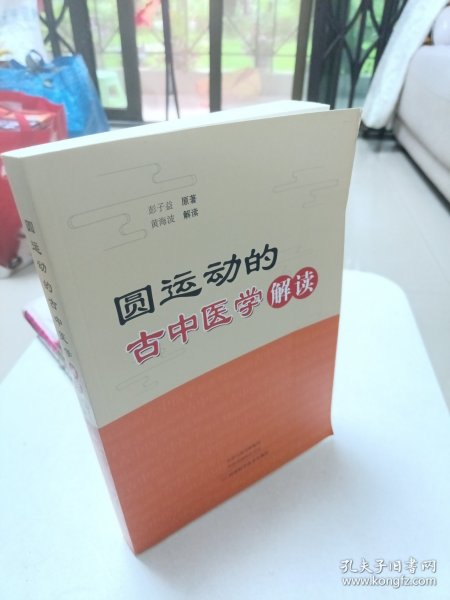 彭子益 原著
黄海波 解读
圆运动的
古中医学解读
圆运动的古中医学
孔夫子旧书网
www.kongfz.com